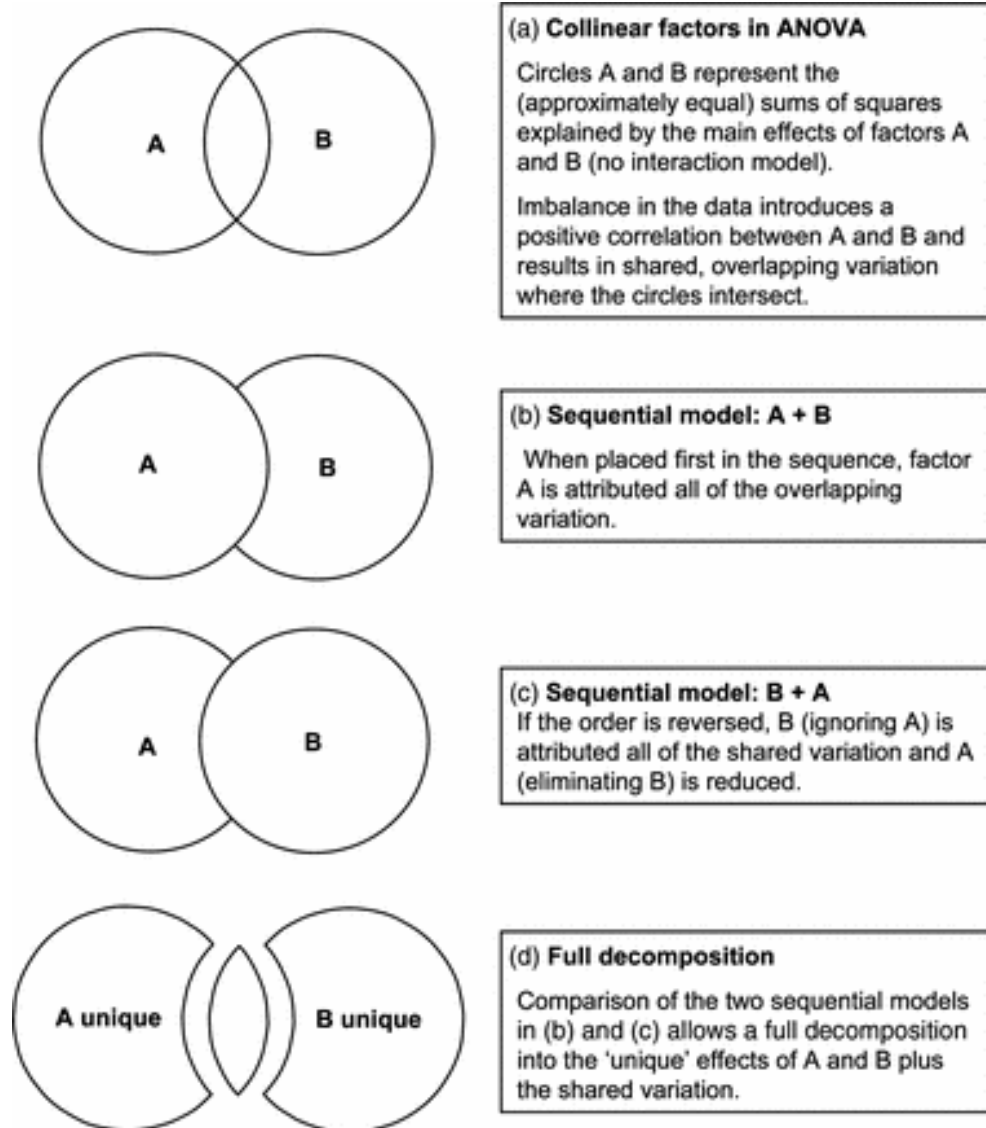 (a) Collinear factors in ANOVA
Circles A and B represent the
(approximately equal) sums of squares
explained by the main effects of factors A
and B (no interaction model).
Imbalance in the data introduces a
positive correlation between A and B and
results in shared, overlapping variation
where the circles intersect.
A
B
(b) Sequential model: A + B
When placed first in the sequence, factor
A is attributed all of the overlapping
variation.
A
B
(c) Sequential model: B + A
If the order is reversed, B (ignoring A) is
attributed all of the shared variation and A
(eliminating B) is reduced.
A
B
(d) Full decomposition
Comparison of the two sequential models
in (b) and (c) allows a full decomposition
into the ‘unique’ effects of A and B plus
the shared variation.
A unique
B unique